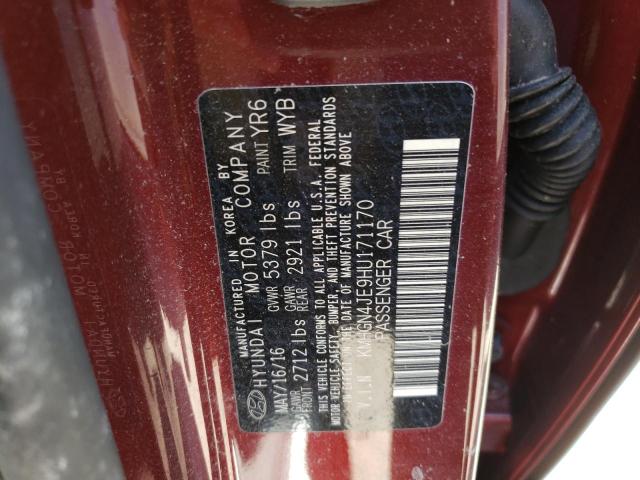 MANUFACTURED IN KOREA BY
HYUNDAI MOTOR COMPANY
MAY/16/16 GVWR 5379 lbs PAINT YR6
GAWR FRONT 2712 lbs GAWR REAR 2921 lbs TRIM WYB
THIS VEHICLE CONFORMS TO ALL APPLICABLE U.S.A. FEDERAL
MOTOR VEHICLE SAFETY, BUMPER, AND THEFT PREVENTION STANDARDS
IN EFFECT ON THE DATE OF MANUFACTURE SHOWN ABOVE
V.I.N KMHGN4JE9HU171170
PASSENGER CAR